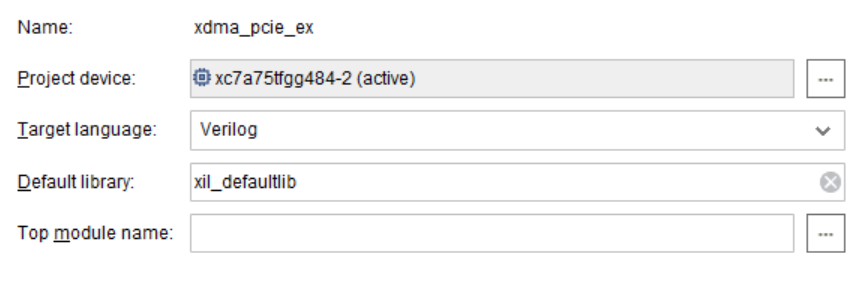 Name: xdma_pcie_ex
Project device: xc7a75tfgg484-2 (active) ...
Target language: Verilog
Default library: xil_defaultlib
Top module name: ...